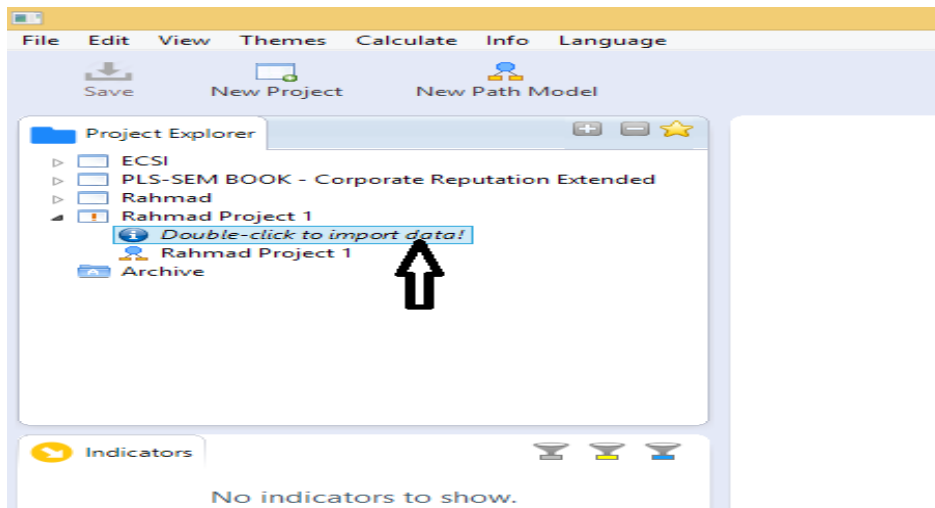 File Edit View Themes Calculate Info Language
Save New Project New Path Model
Project Explorer
ECSI
PLS-SEM BOOK - Corporate Reputation Extended
Rahmad
Rahmad Project 1
Double-click to import data!
Rahmad Project 1
Archive
Indicators
No indicators to show.